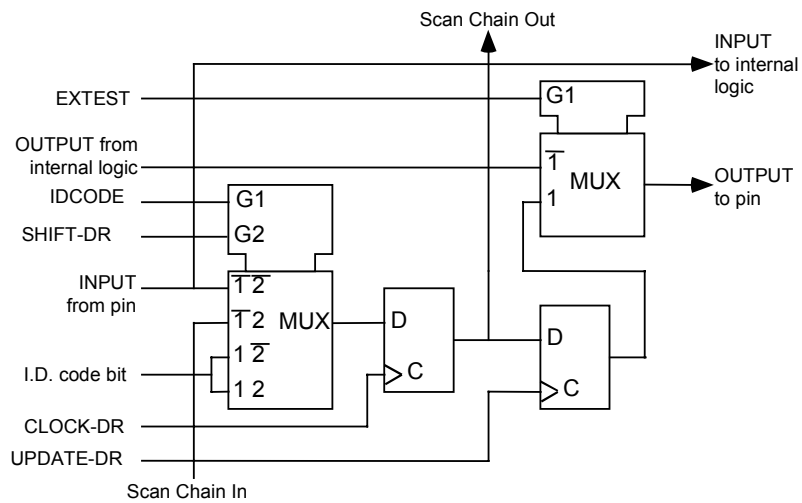 Scan Chain Out
INPUT
to internal
logic
EXTEST
G1
OUTPUT from
internal logic
1̅
MUX
1
OUTPUT
to pin
IDCODE
G1
SHIFT-DR
G2
INPUT
from pin
1̅ 2̅
1̅ 2
MUX
1 2̅
1 2
D
C
D
C
I.D. code bit
CLOCK-DR
UPDATE-DR
Scan Chain In